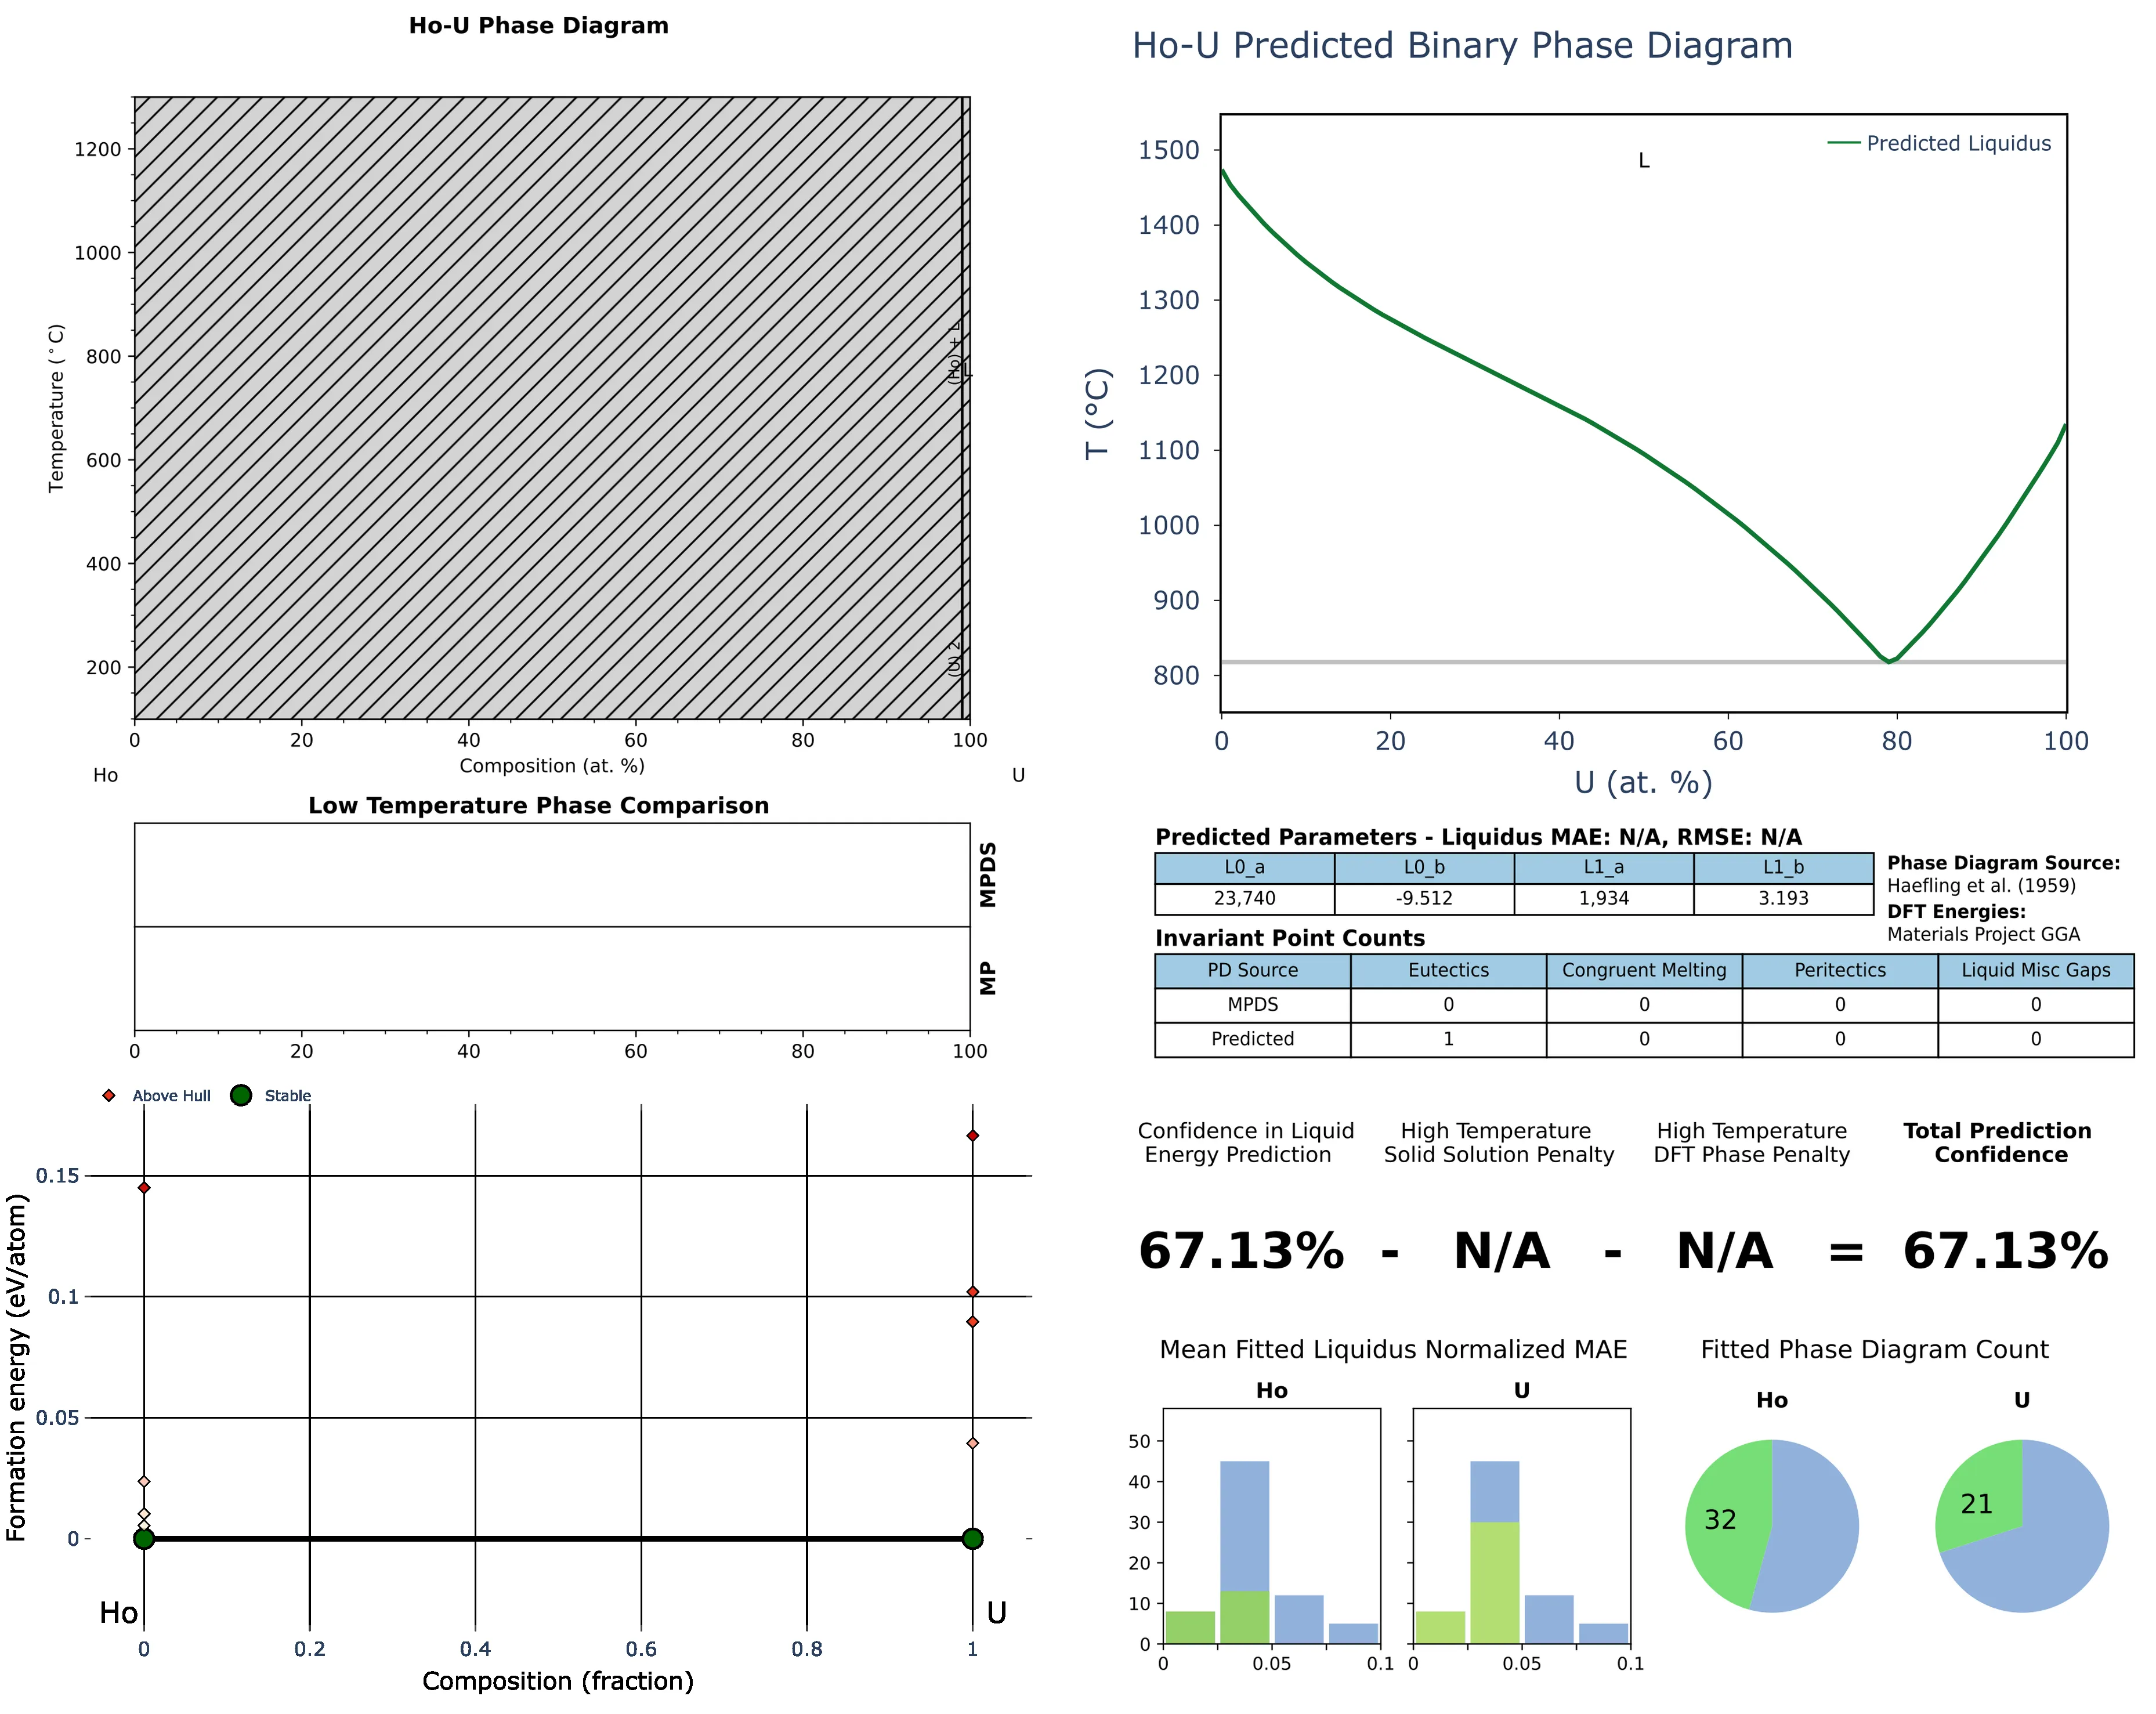 Ho-U Phase Diagram
1200
1000
800
600
400
200
Temperature (°C)
(Ho) + L
L
(U) 2
0 20 40 60 80 100
Composition (at. %)
Ho U
Low Temperature Phase Comparison
MPDS
MP
0 20 40 60 80 100
Above Hull Stable
0.15
0.1
0.05
0
Formation energy (eV/atom)
Ho U
0 0.2 0.4 0.6 0.8 1
Composition (fraction)
Ho-U Predicted Binary Phase Diagram
Predicted Liquidus
L
1500
1400
1300
1200
1100
1000
900
800
T (°C)
0 20 40 60 80 100
U (at. %)
Predicted Parameters - Liquidus MAE: N/A, RMSE: N/A
L0_a L0_b L1_a L1_b
23,740 -9.512 1,934 3.193
Phase Diagram Source:
Haefling et al. (1959)
DFT Energies:
Materials Project GGA
Invariant Point Counts
PD Source Eutectics Congruent Melting Peritectics Liquid Misc Gaps
MPDS 0 0 0 0
Predicted 1 0 0 0
Confidence in Liquid
Energy Prediction
High Temperature
Solid Solution Penalty
High Temperature
DFT Phase Penalty
Total Prediction
Confidence
67.13% - N/A - N/A = 67.13%
Mean Fitted Liquidus Normalized MAE
Ho U
50
40
30
20
10
0
0 0.05 0.1 0 0.05 0.1
Fitted Phase Diagram Count
Ho U
32 21